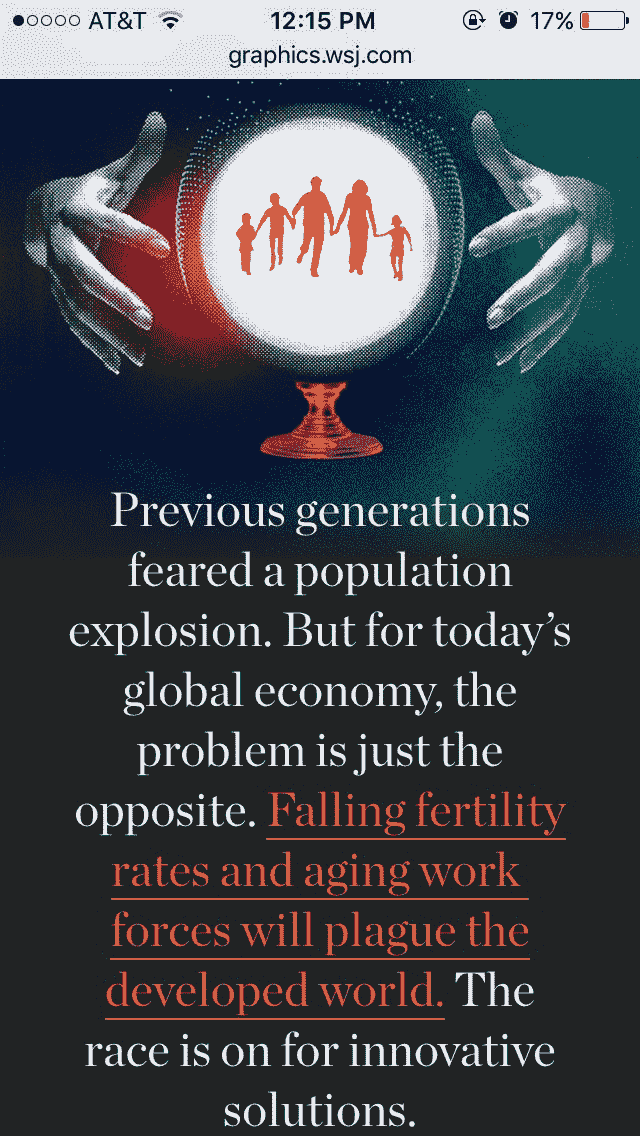 AT&T 12:15 PM 17%
graphics.wsj.com
Previous generations
feared a population
explosion. But for today’s
global economy, the
problem is just the
opposite. Falling fertility
rates and aging work
forces will plague the
developed world. The
race is on for innovative
solutions.